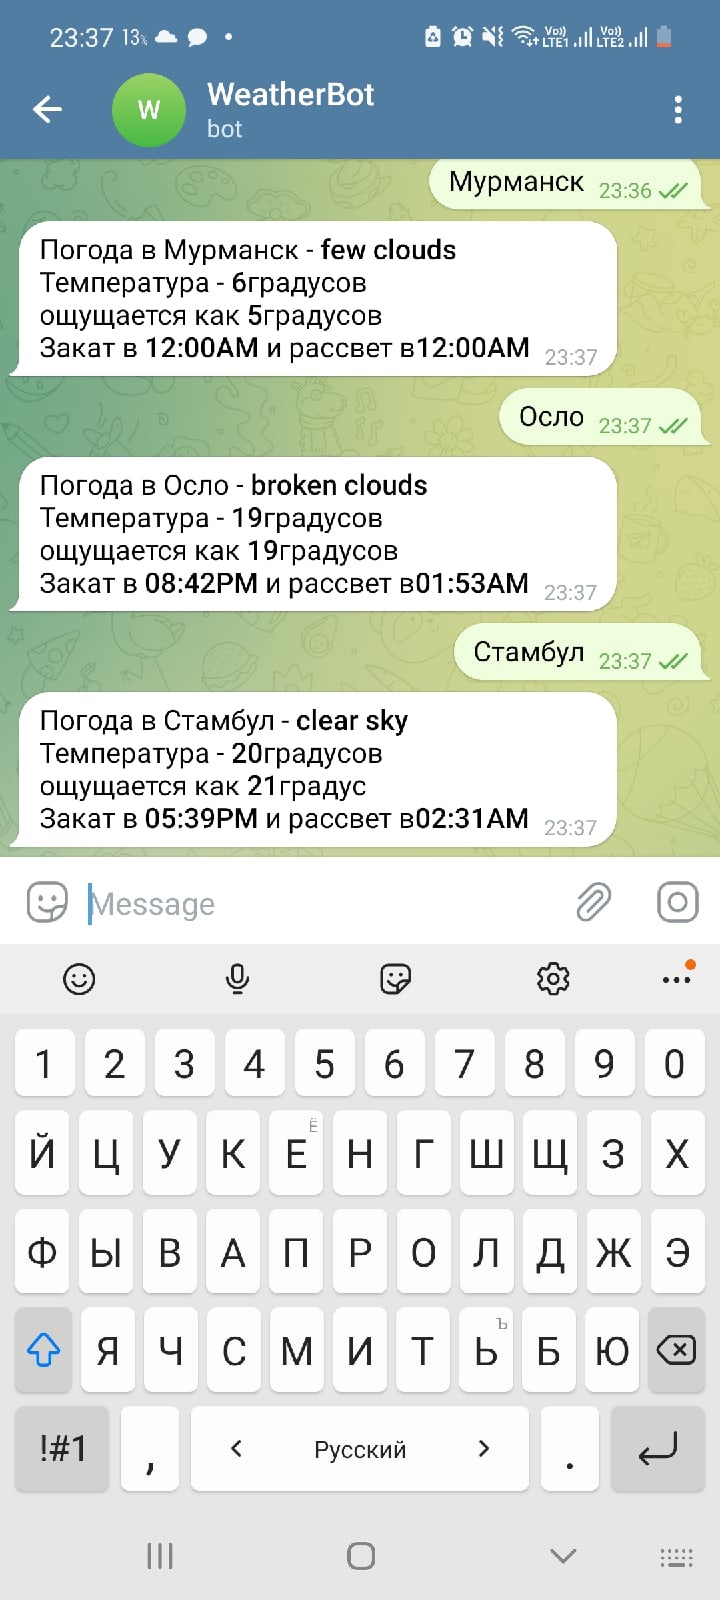 23:37 13%
Vo)) LTE1 Vo)) LTE2
W
WeatherBot
bot
Мурманск 23:36
Погода в Мурманск - few clouds
Температура - 6градусов
ощущается как 5градусов
Закат в 12:00AM и рассвет в12:00AM 23:37
Осло 23:37
Погода в Осло - broken clouds
Температура - 19градусов
ощущается как 19градусов
Закат в 08:42PM и рассвет в01:53AM 23:37
Стамбул 23:37
Погода в Стамбул - clear sky
Температура - 20градусов
ощущается как 21градус
Закат в 05:39PM и рассвет в02:31AM 23:37
Message
1 2 3 4 5 6 7 8 9 0
Й Ц У К Е Ё Н Г Ш Щ З Х
Ф Ы В А П Р О Л Д Ж Э
Я Ч С М И Т Ь Ъ Б Ю
!#1 , < Русский > .